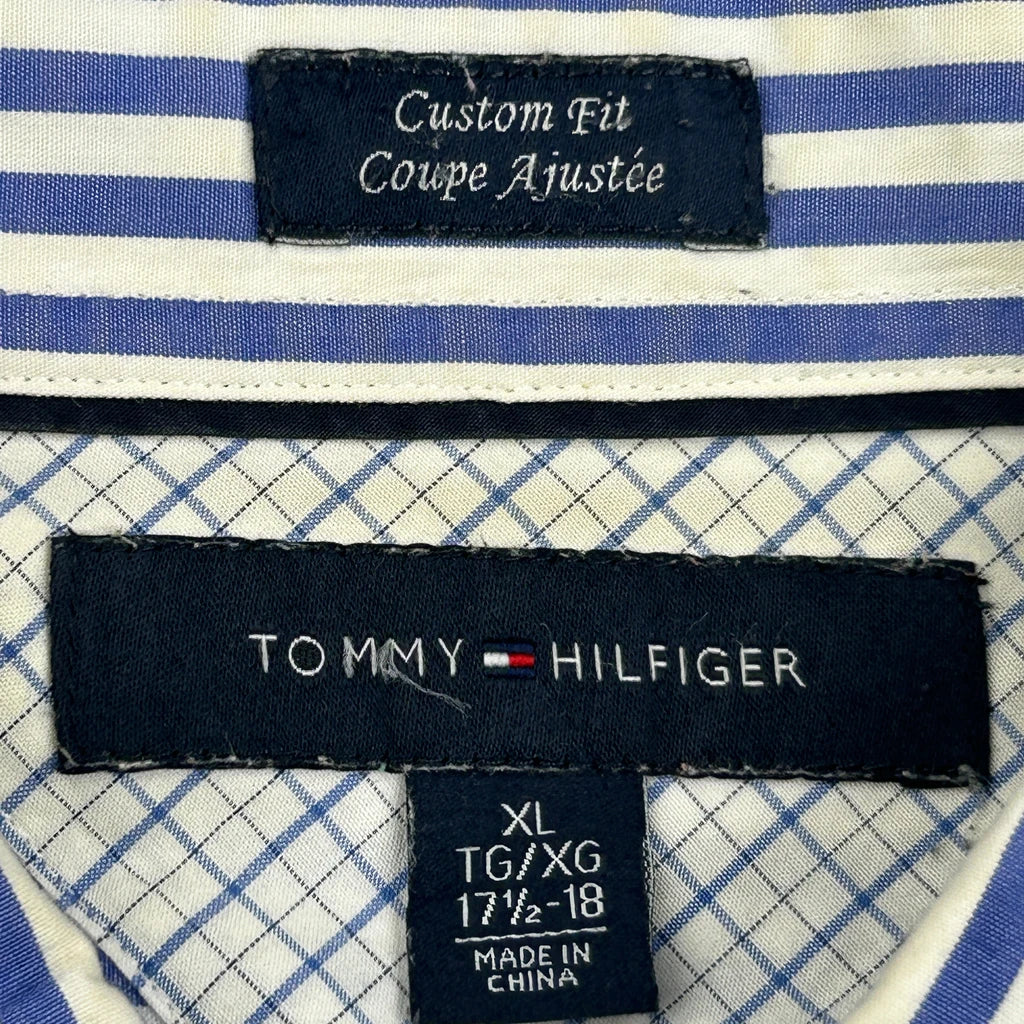 Custom Fit
Coupe Ajustée
TOMMY HILFIGER
XL
TG/XG
17½-18
MADE IN
CHINA